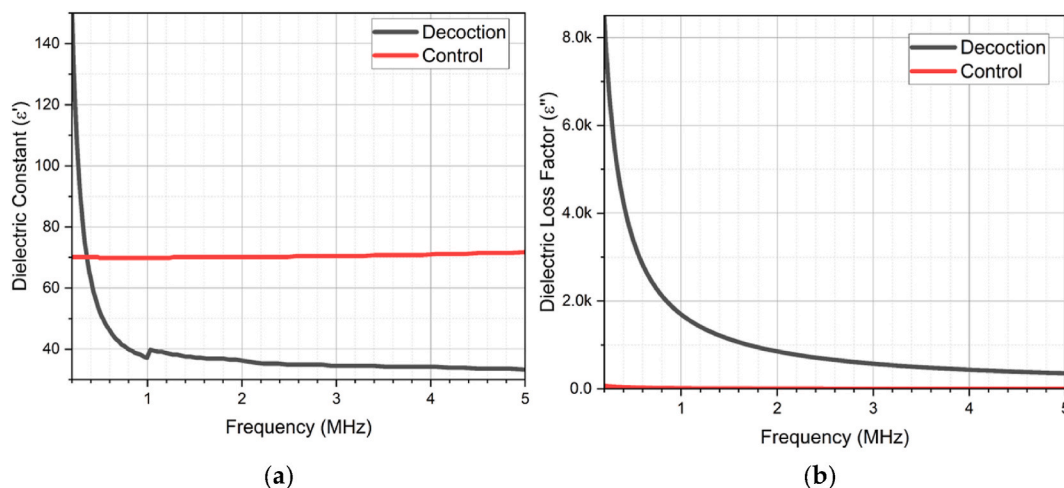 Decoction
Control
140
120
100
80
60
40
Dielectric Constant (ε')
1
2
3
4
5
Frequency (MHz)
(a)
Decoction
Control
8.0k
6.0k
4.0k
2.0k
0.0
Dielectric Loss Factor (ε")
1
2
3
4
5
Frequency (MHz)
(b)